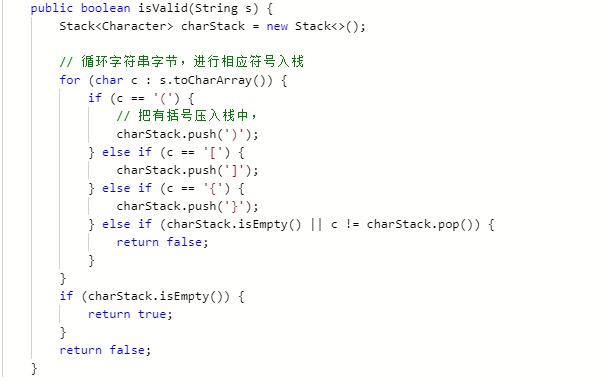 public boolean isValid(String s) {
    Stack<Character> charStack = new Stack<>();
    // 循环字符串字节，进行相应符号入栈
    for (char c : s.toCharArray()) {
        if (c == '(') {
            // 把有括号压入栈中，
            charStack.push(')');
        } else if (c == '[') {
            charStack.push(']');
        } else if (c == '{') {
            charStack.push('}');
        } else if (charStack.isEmpty() || c != charStack.pop()) {
            return false;
        }
    }
    if (charStack.isEmpty()) {
        return true;
    }
    return false;
}